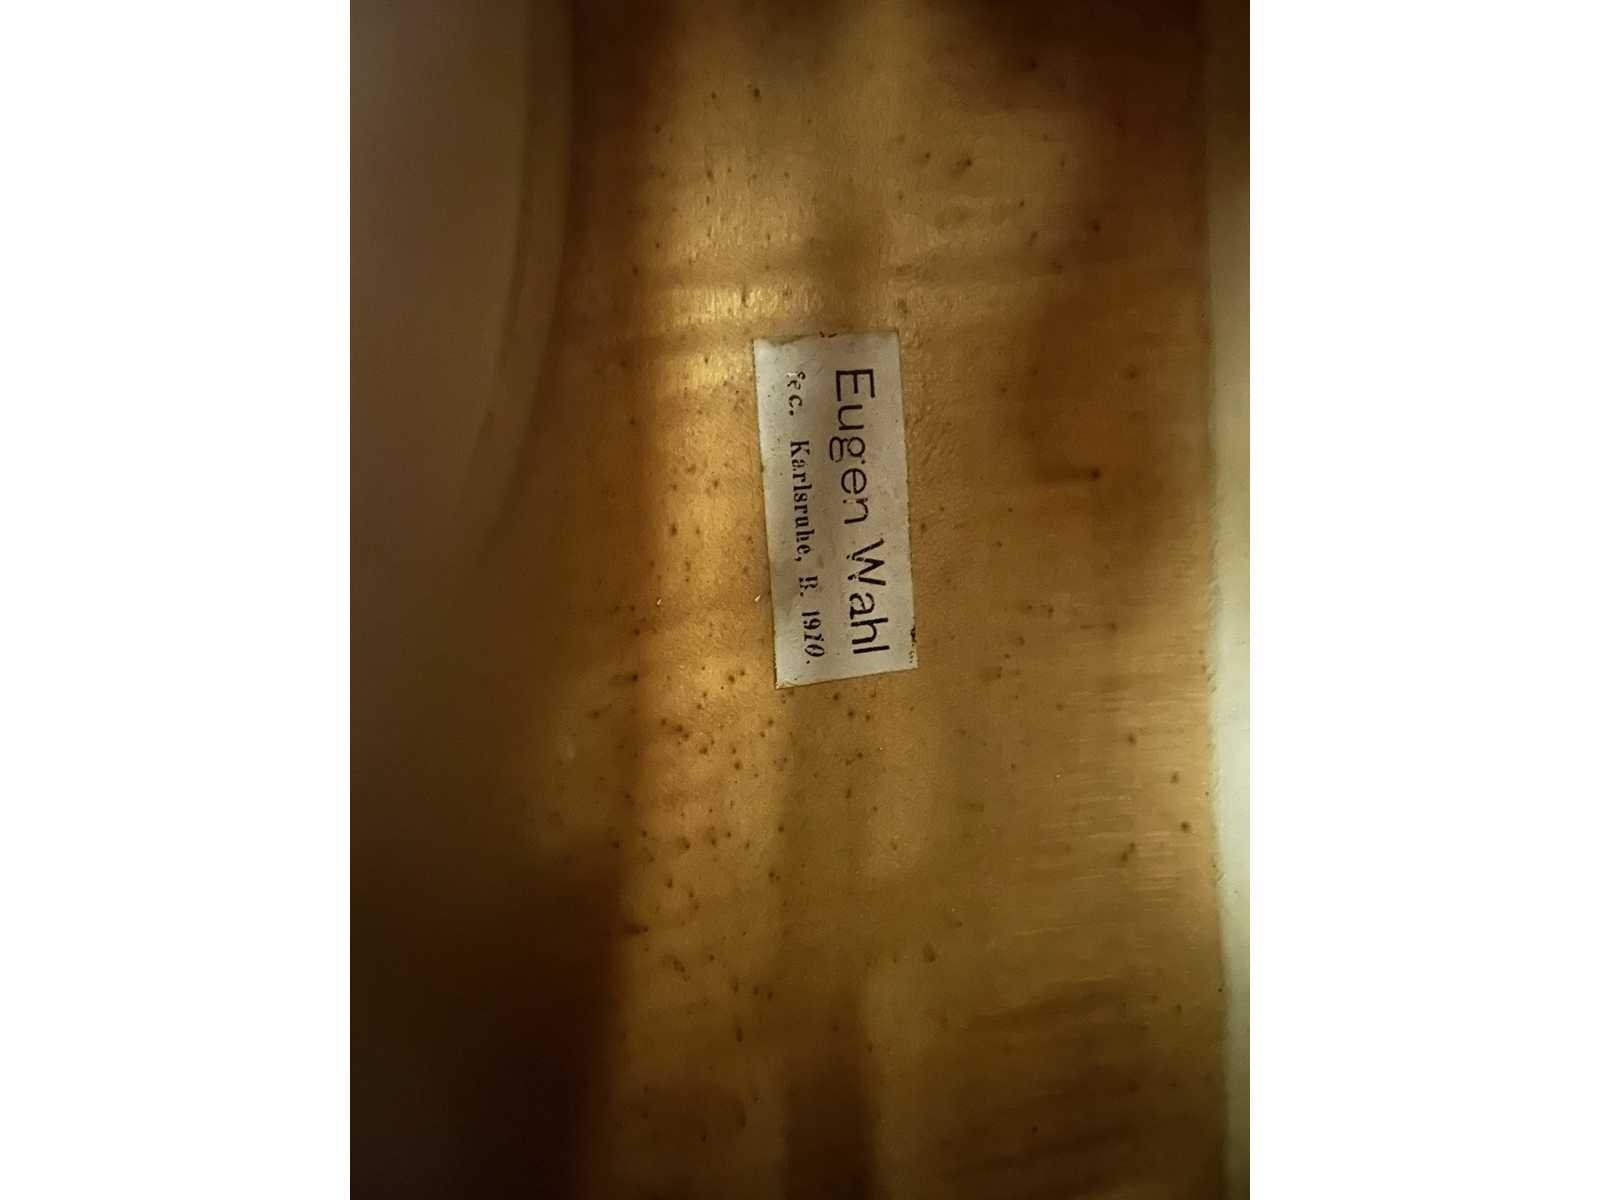 Eugen Wahl
fec. Karlsruhe, B. 1910.